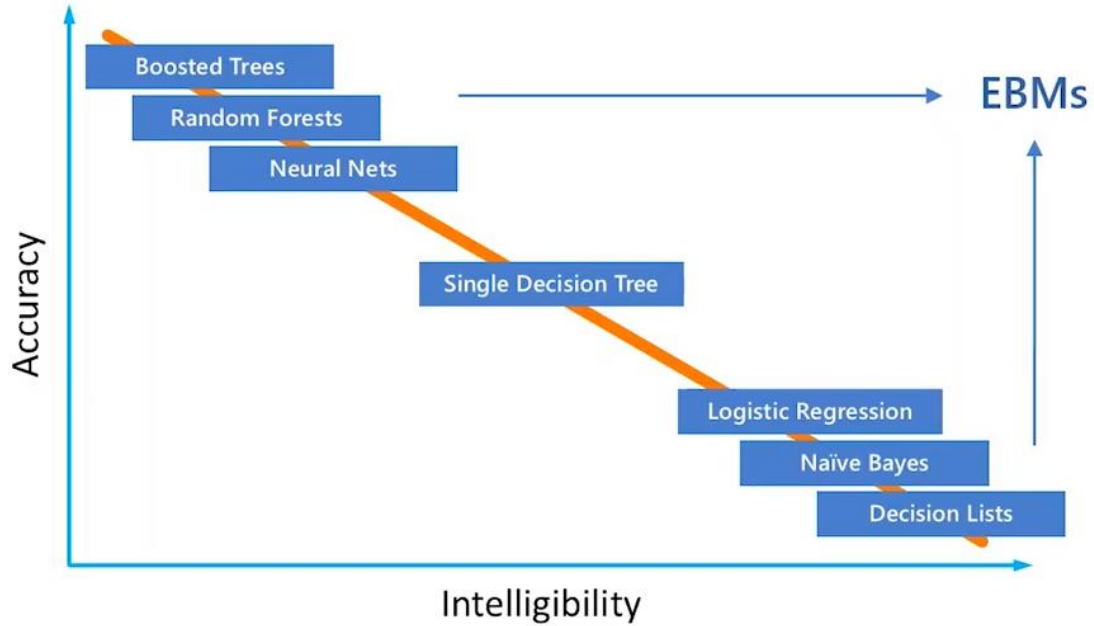 Boosted Trees
Random Forests
Neural Nets
EBMs
Single Decision Tree
Logistic Regression
Naïve Bayes
Decision Lists
Accuracy
Intelligibility